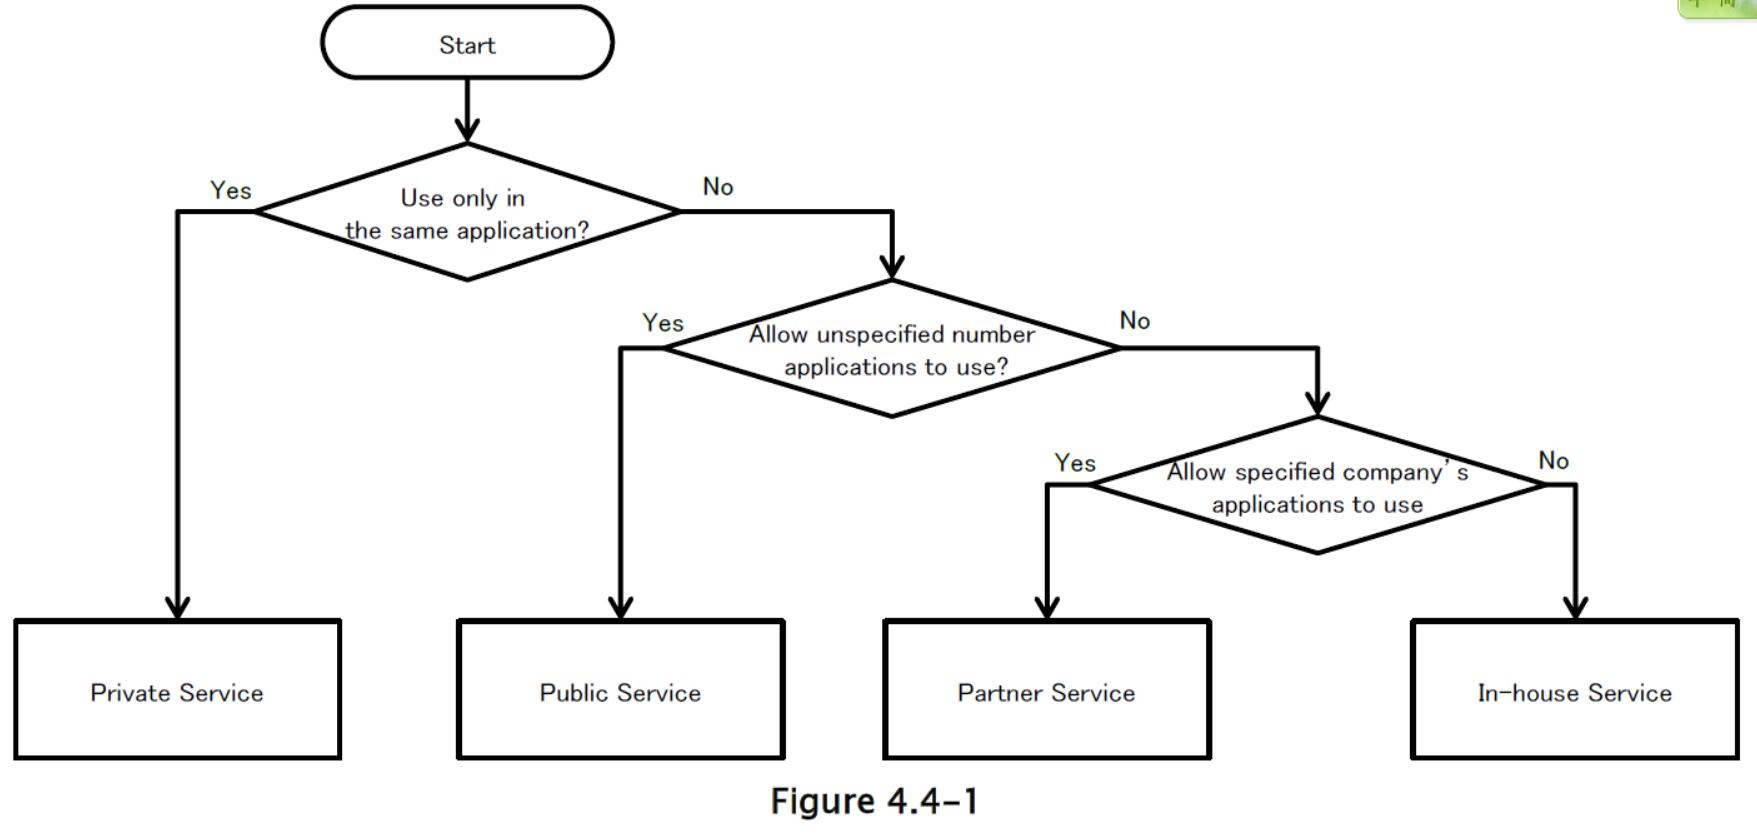 Start
Yes
Use only in
the same application?
No
Yes
Allow unspecified number
applications to use?
No
Yes
Allow specified company's
applications to use
No
Private Service
Public Service
Partner Service
In-house Service
Figure 4.4-1